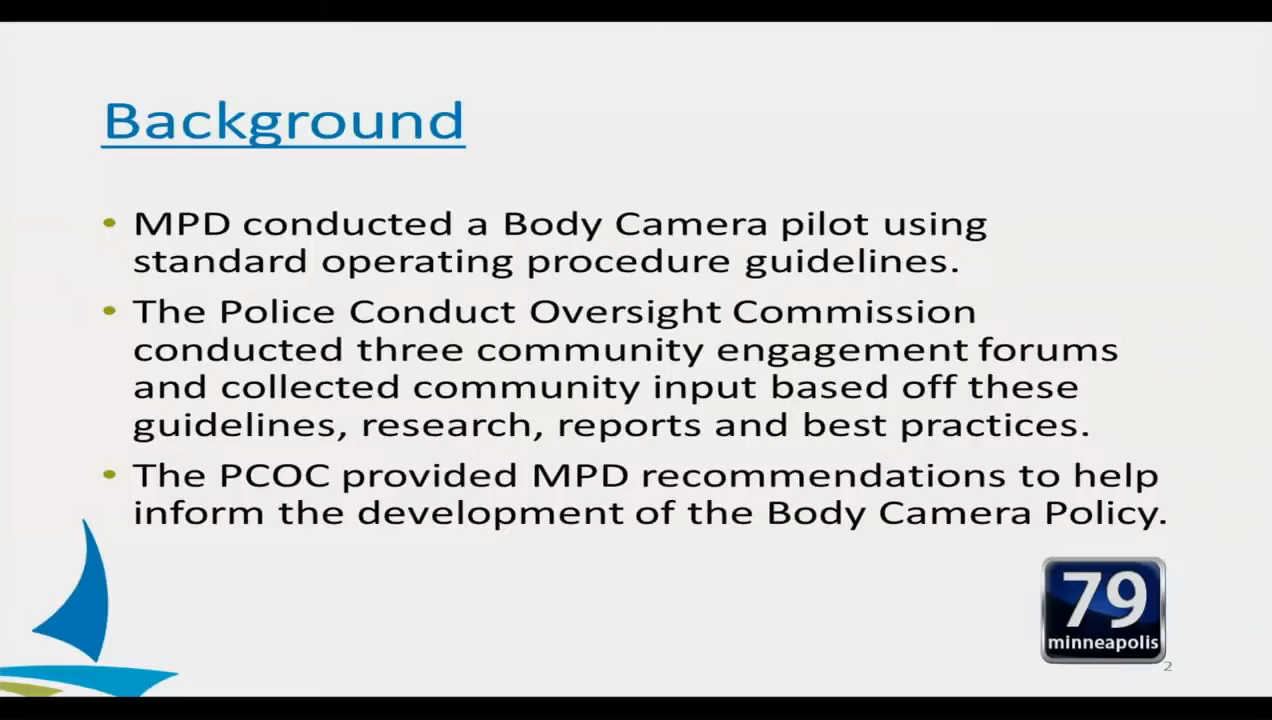 Background
• MPD conducted a Body Camera pilot using
standard operating procedure guidelines.
• The Police Conduct Oversight Commission
conducted three community engagement forums
and collected community input based off these
guidelines, research, reports and best practices.
• The PCOC provided MPD recommendations to help
inform the development of the Body Camera Policy.
79
minneapolis
2